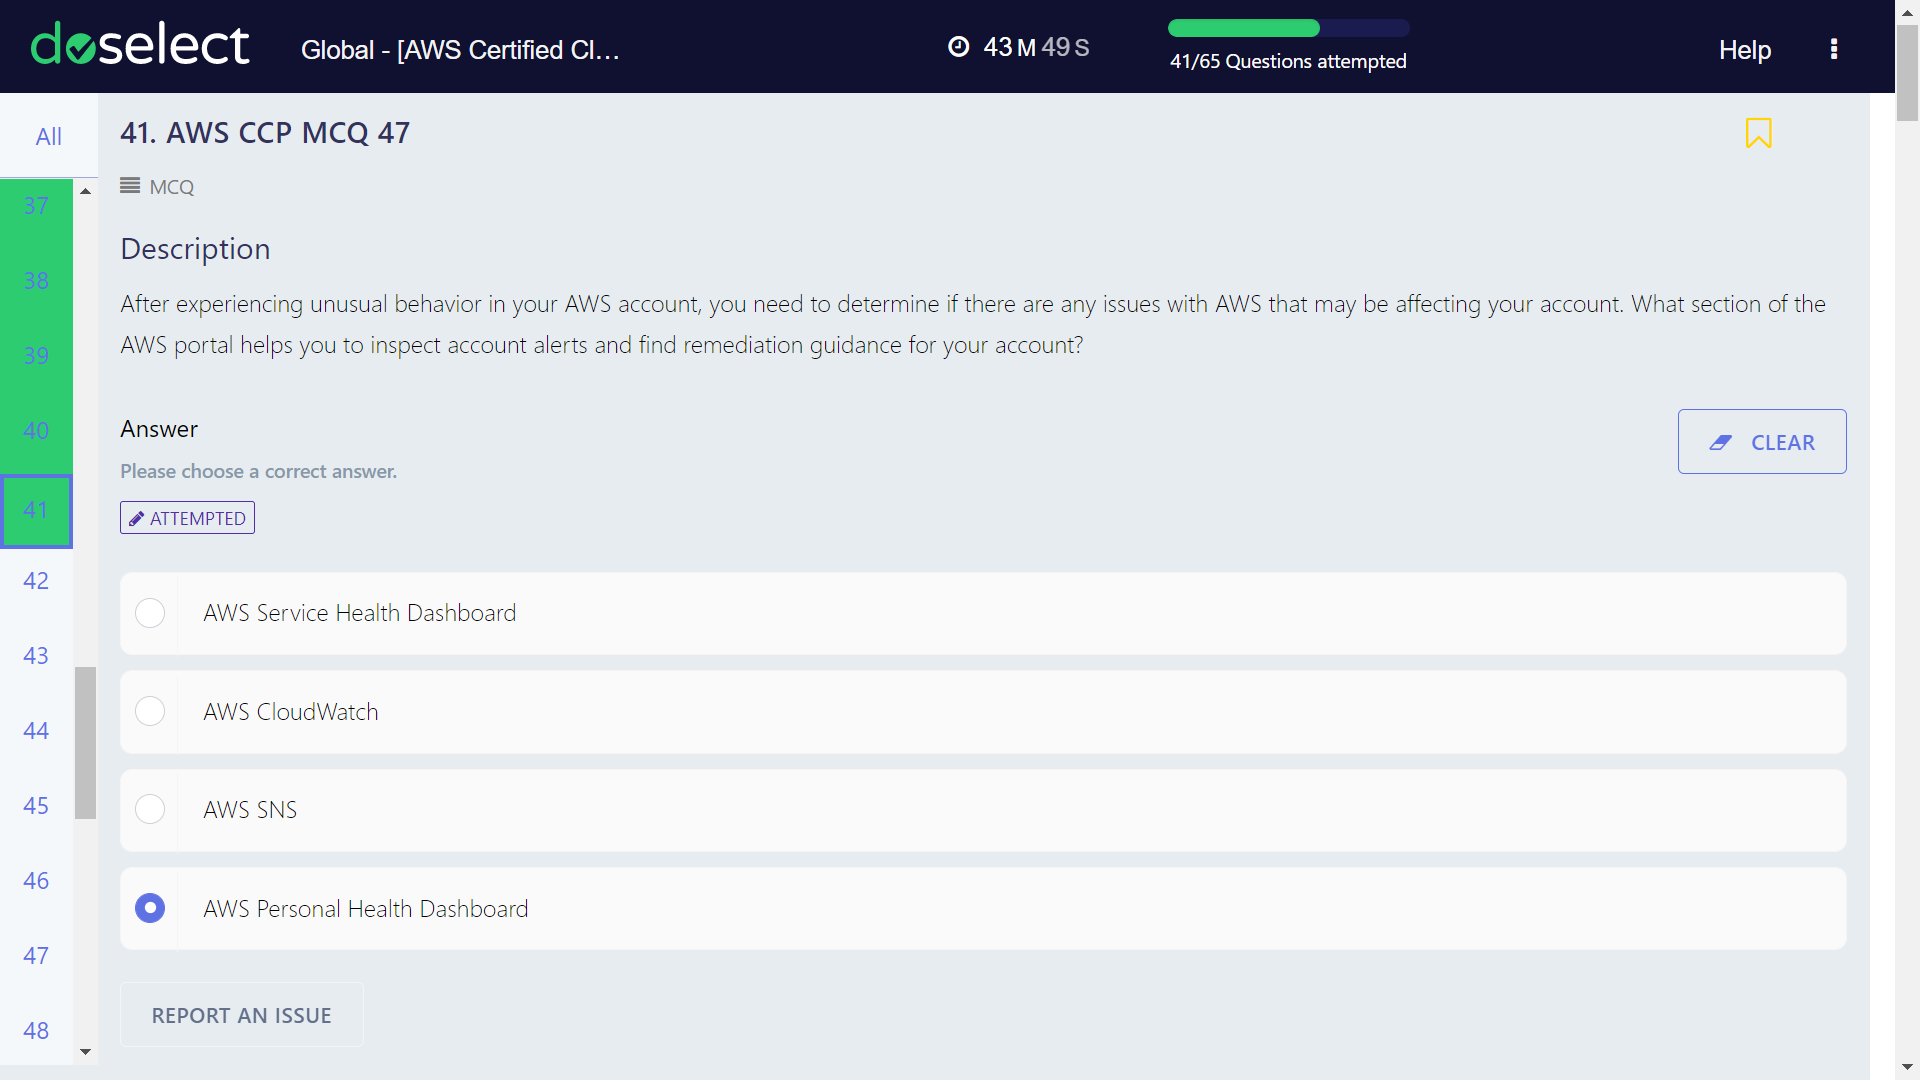 doselect
Global - [AWS Certified Cl...
43 M 49 S
41/65 Questions attempted
Help
All
37
38
39
40
41
42
43
44
45
46
47
48
41. AWS CCP MCQ 47
MCQ
Description
After experiencing unusual behavior in your AWS account, you need to determine if there are any issues with AWS that may be affecting your account. What section of the
AWS portal helps you to inspect account alerts and find remediation guidance for your account?
Answer
CLEAR
Please choose a correct answer.
ATTEMPTED
AWS Service Health Dashboard
AWS CloudWatch
AWS SNS
AWS Personal Health Dashboard
REPORT AN ISSUE